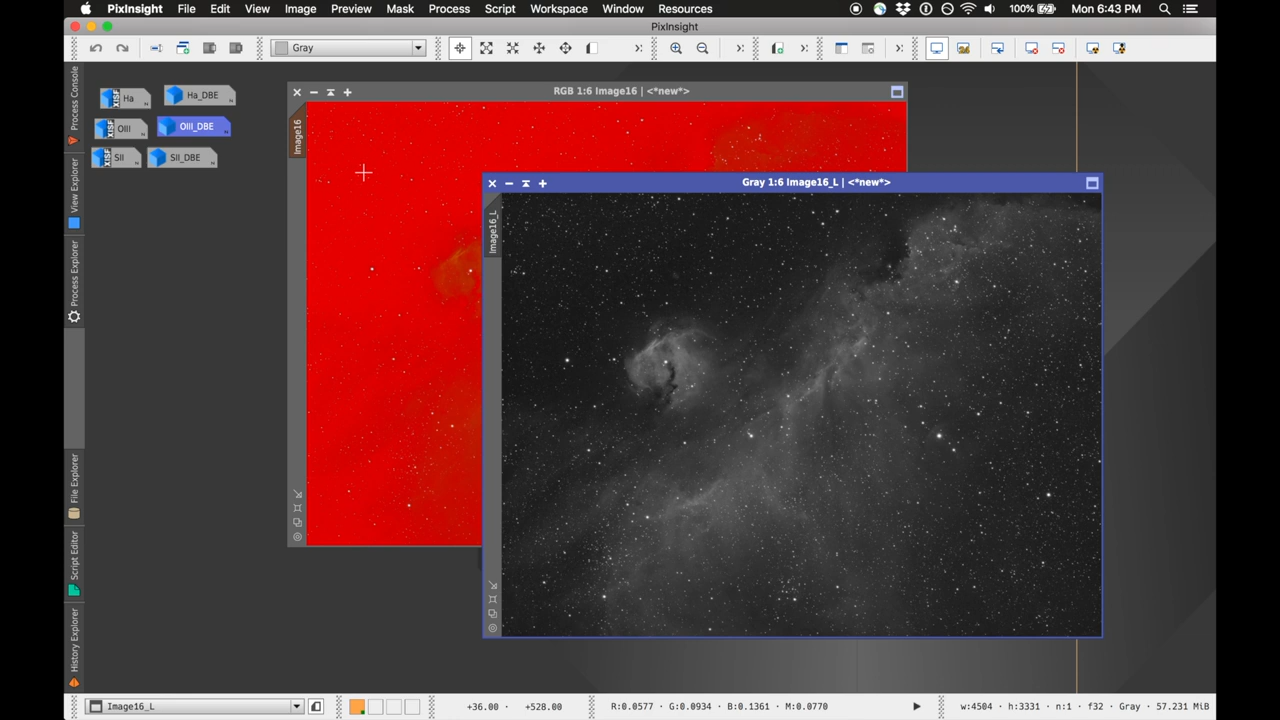 PixInsight File Edit View Image Preview Mask Process Script Workspace Window Resources 100% Mon 6:43 PM
PixInsight
Gray
Process Console
View Explorer
Process Explorer
File Explorer
Script Editor
History Explorer
XISF Ha N
Ha_DBE N
XISF OIII N
OIII_DBE N
XISF SII N
SII_DBE N
RGB 1:6 Image16 | <*new*>
Image16
Gray 1:6 Image16_L | <*new*>
Image16_L
Image16_L
+36.00 · +528.00 · R:0.0577 · G:0.0934 · B:0.1361 · M:0.0770
w:4504 · h:3331 · n:1 · f32 · Gray · 57.231 MiB